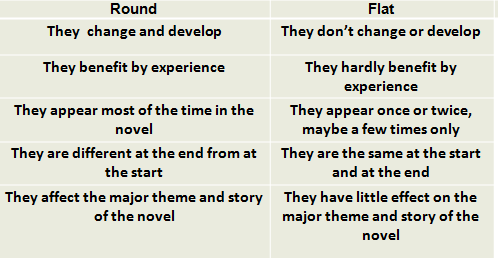 Round
Flat
They change and develop
They don't change or develop
They benefit by experience
They hardly benefit by
experience
They appear most of the time in the
novel
They appear once or twice,
maybe a few times only
They are different at the end from at
the start
They are the same at the start
and at the end
They affect the major theme and story
of the novel
They have little effect on the
major theme and story of the
novel